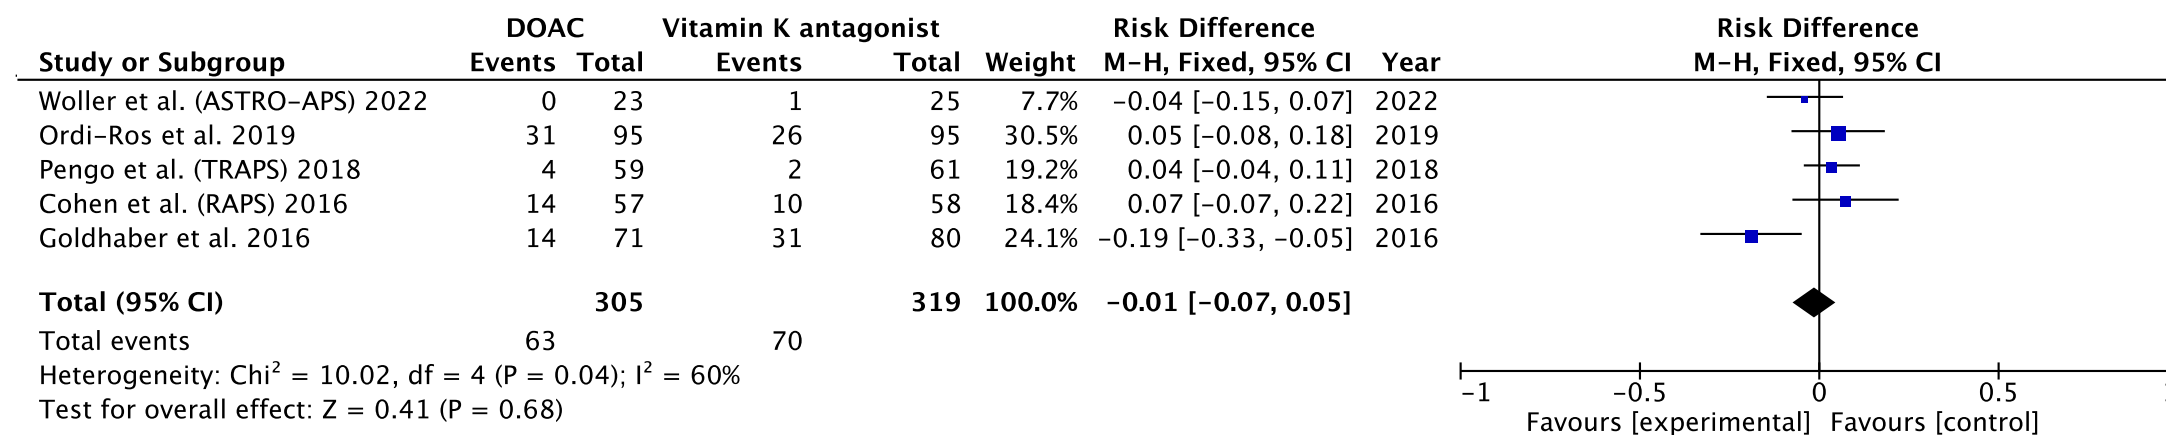 DOAC Vitamin K antagonist Risk Difference Risk Difference
Study or Subgroup Events Total Events Total Weight M-H, Fixed, 95% CI Year M-H, Fixed, 95% CI
Woller et al. (ASTRO-APS) 2022 0 23 1 25 7.7% -0.04 [-0.15, 0.07] 2022
Ordi-Ros et al. 2019 31 95 26 95 30.5% 0.05 [-0.08, 0.18] 2019
Pengo et al. (TRAPS) 2018 4 59 2 61 19.2% 0.04 [-0.04, 0.11] 2018
Cohen et al. (RAPS) 2016 14 57 10 58 18.4% 0.07 [-0.07, 0.22] 2016
Goldhaber et al. 2016 14 71 31 80 24.1% -0.19 [-0.33, -0.05] 2016
Total (95% CI) 305 319 100.0% -0.01 [-0.07, 0.05]
Total events 63 70
Heterogeneity: Chi² = 10.02, df = 4 (P = 0.04); I² = 60%
Test for overall effect: Z = 0.41 (P = 0.68)
-1 -0.5 0 0.5
Favours [experimental] Favours [control]